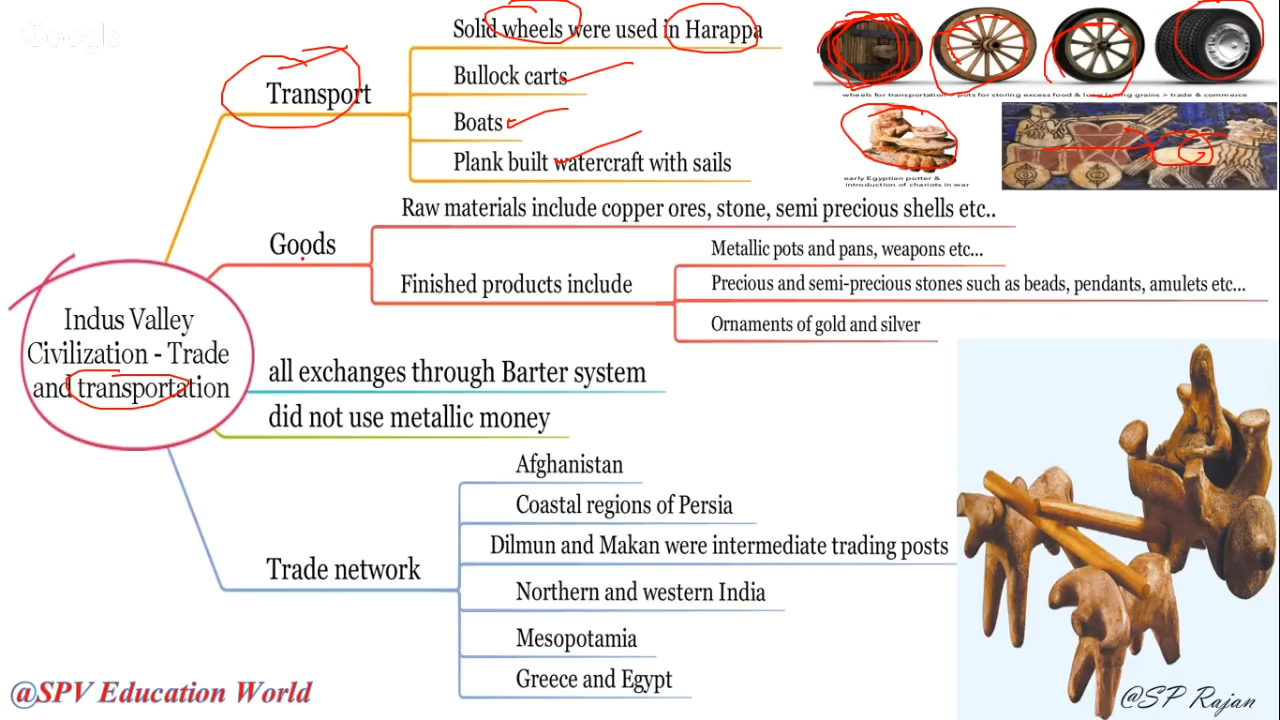 Google
Solid wheels were used in Harappa
Bullock carts
Transport
Boats
Plank built watercraft with sails
wheels for transportation > pots for storing excess food & long lasting grains > trade & commerce
early Egyptian potter &
introduction of chariots in war
Raw materials include copper ores, stone, semi precious shells etc..
Goods
Metallic pots and pans, weapons etc...
Finished products include
Precious and semi-precious stones such as beads, pendants, amulets etc...
Ornaments of gold and silver
Indus Valley
Civilization - Trade
and transportation
all exchanges through Barter system
did not use metallic money
Afghanistan
Coastal regions of Persia
Dilmun and Makan were intermediate trading posts
Trade network
Northern and western India
Mesopotamia
Greece and Egypt
@SPV Education World
@SP Rajan